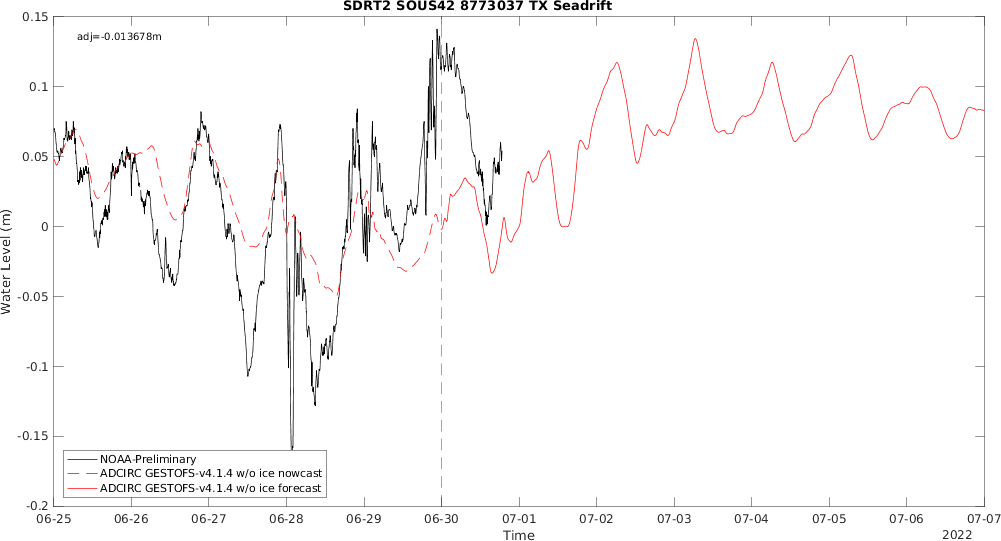 SDRT2 SOUS42 8773037 TX Seadrift
adj=-0.013678m
0.15
0.1
0.05
0
-0.05
-0.1
-0.15
-0.2
Water Level (m)
NOAA-Preliminary
ADCIRC GESTOFS-v4.1.4 w/o ice nowcast
ADCIRC GESTOFS-v4.1.4 w/o ice forecast
06-25 06-26 06-27 06-28 06-29 06-30 07-01 07-02 07-03 07-04 07-05 07-06 07-07
Time
2022